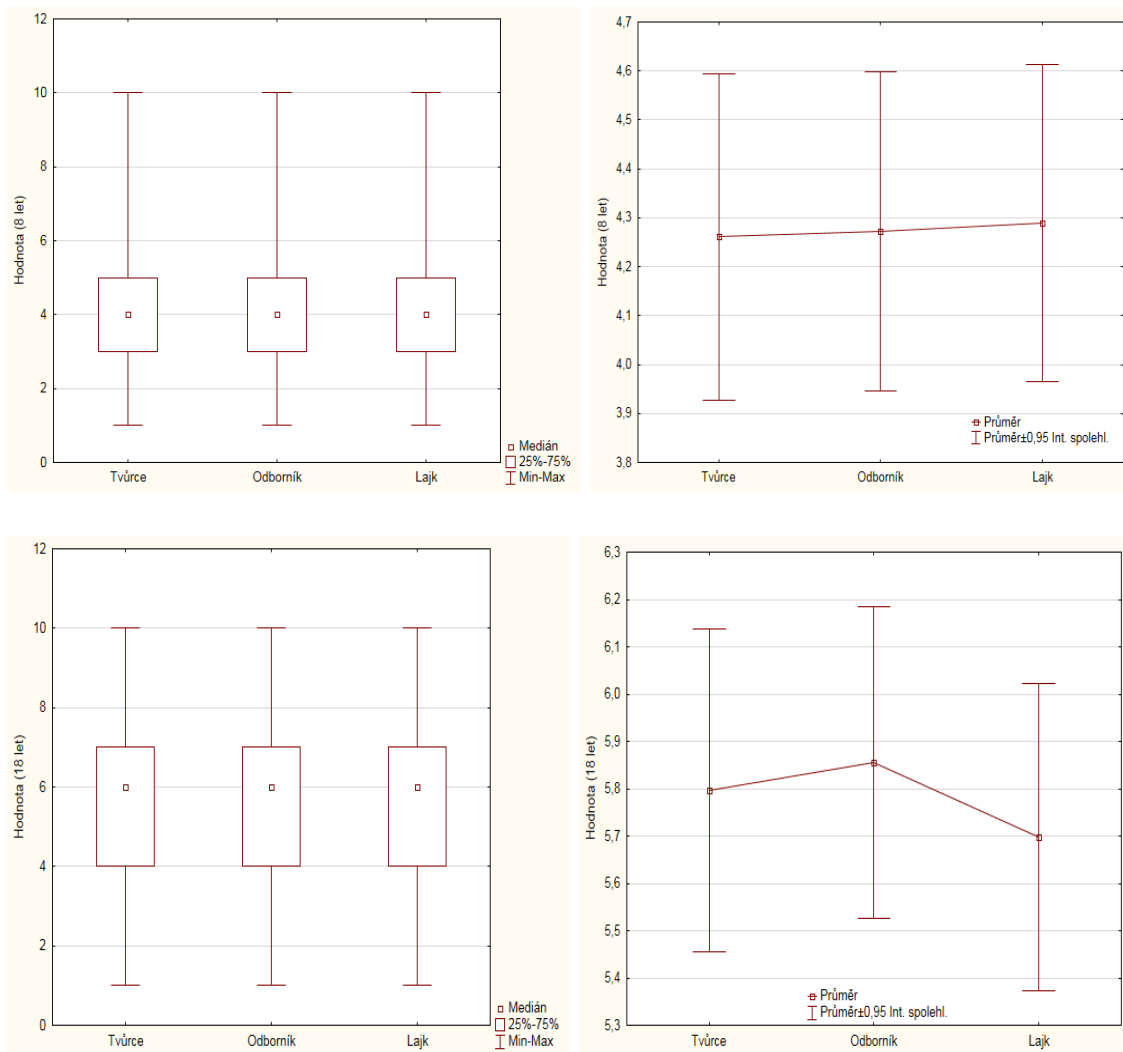 12
10
8
6
4
2
0
Hodnota (8 let)
Tvůrce Odborník Lajk
Medián
25%-75%
Min-Max
4,7
4,6
4,5
4,4
4,3
4,2
4,1
4,0
3,9
3,8
Hodnota (8 let)
Průměr
Průměr±0,95 Int. spolehl.
Tvůrce Odborník Lajk
12
10
8
6
4
2
0
Hodnota (18 let)
Tvůrce Odborník Lajk
Medián
25%-75%
Min-Max
6,3
6,2
6,1
6,0
5,9
5,8
5,7
5,6
5,5
5,4
5,3
Hodnota (18 let)
Průměr
Průměr±0,95 Int. spolehl.
Tvůrce Odborník Lajk